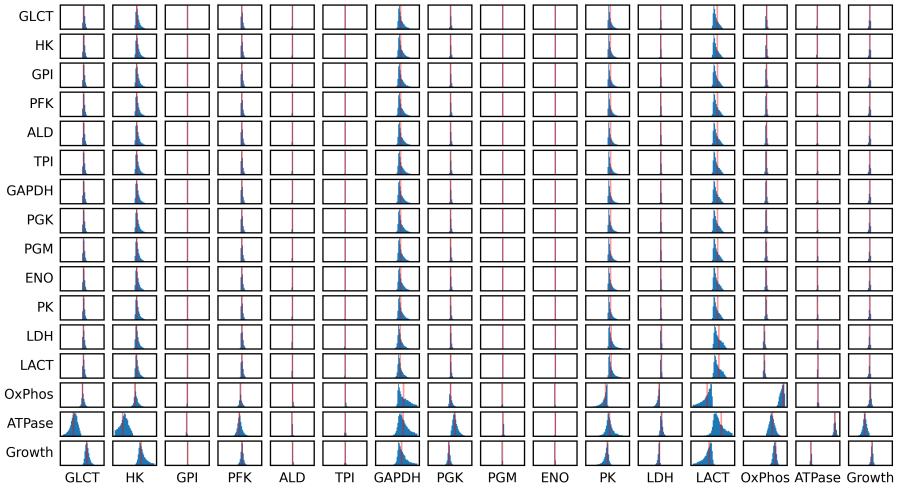 GLCT
HK
GPI
PFK
ALD
TPI
GAPDH
PGK
PGM
ENO
PK
LDH
LACT
OxPhos
ATPase
Growth
GLCT HK GPI PFK ALD TPI GAPDH PGK PGM ENO PK LDH LACT OxPhos ATPase Growth